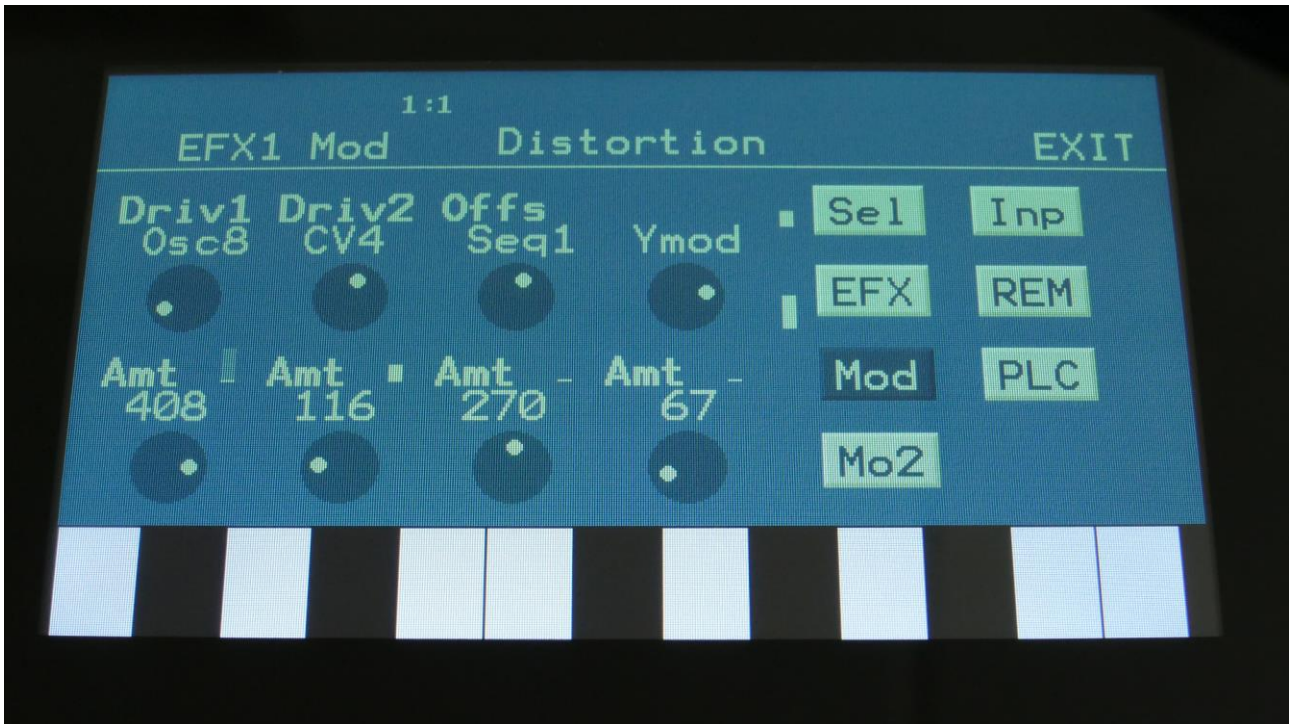 1:1
EFX1 Mod Distortion EXIT
Driv1 Driv2 Offs Sel Inp
Osc8 CV4 Seq1 Ymod
EFX REM
Amt Amt Amt Amt Mod PLC
408 116 270 67
Mo2